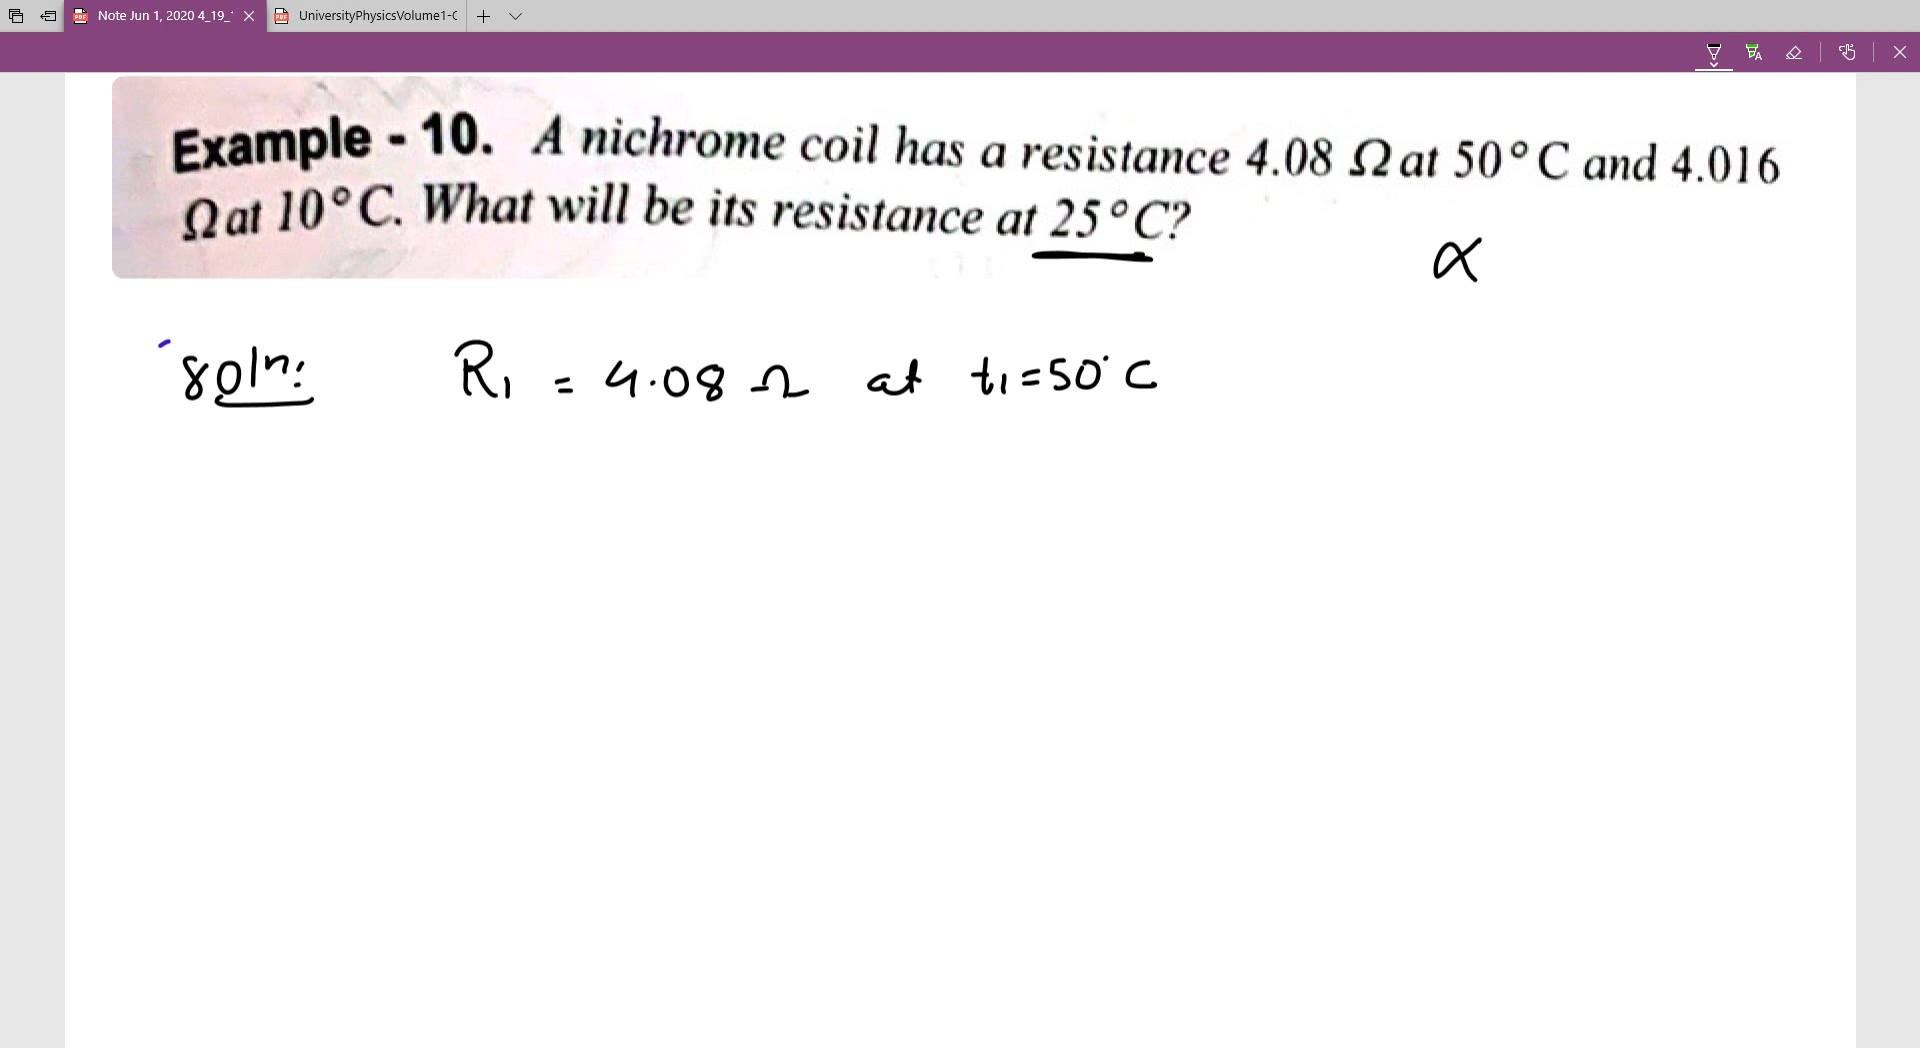 Note Jun 1, 2020 4_19_
UniversityPhysicsVolume1-
Example - 10. A nichrome coil has a resistance 4.08 Ω at 50°C and 4.016
Ω at 10°C. What will be its resistance at 25°C?
α
Soln:
R₁ = 4.08 Ω at t₁=50°C